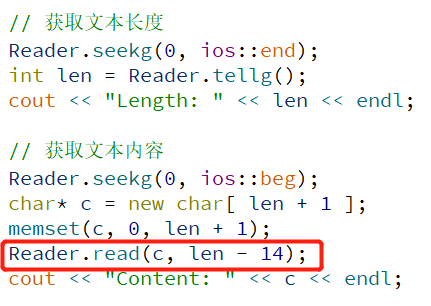 // 获取文本长度
Reader.seekg(0, ios::end);
int len = Reader.tellg();
cout << "Length: " << len << endl;
// 获取文本内容
Reader.seekg(0, ios::beg);
char* c = new char[ len + 1 ];
memset(c, 0, len + 1);
Reader.read(c, len - 14);
cout << "Content: " << c << endl;